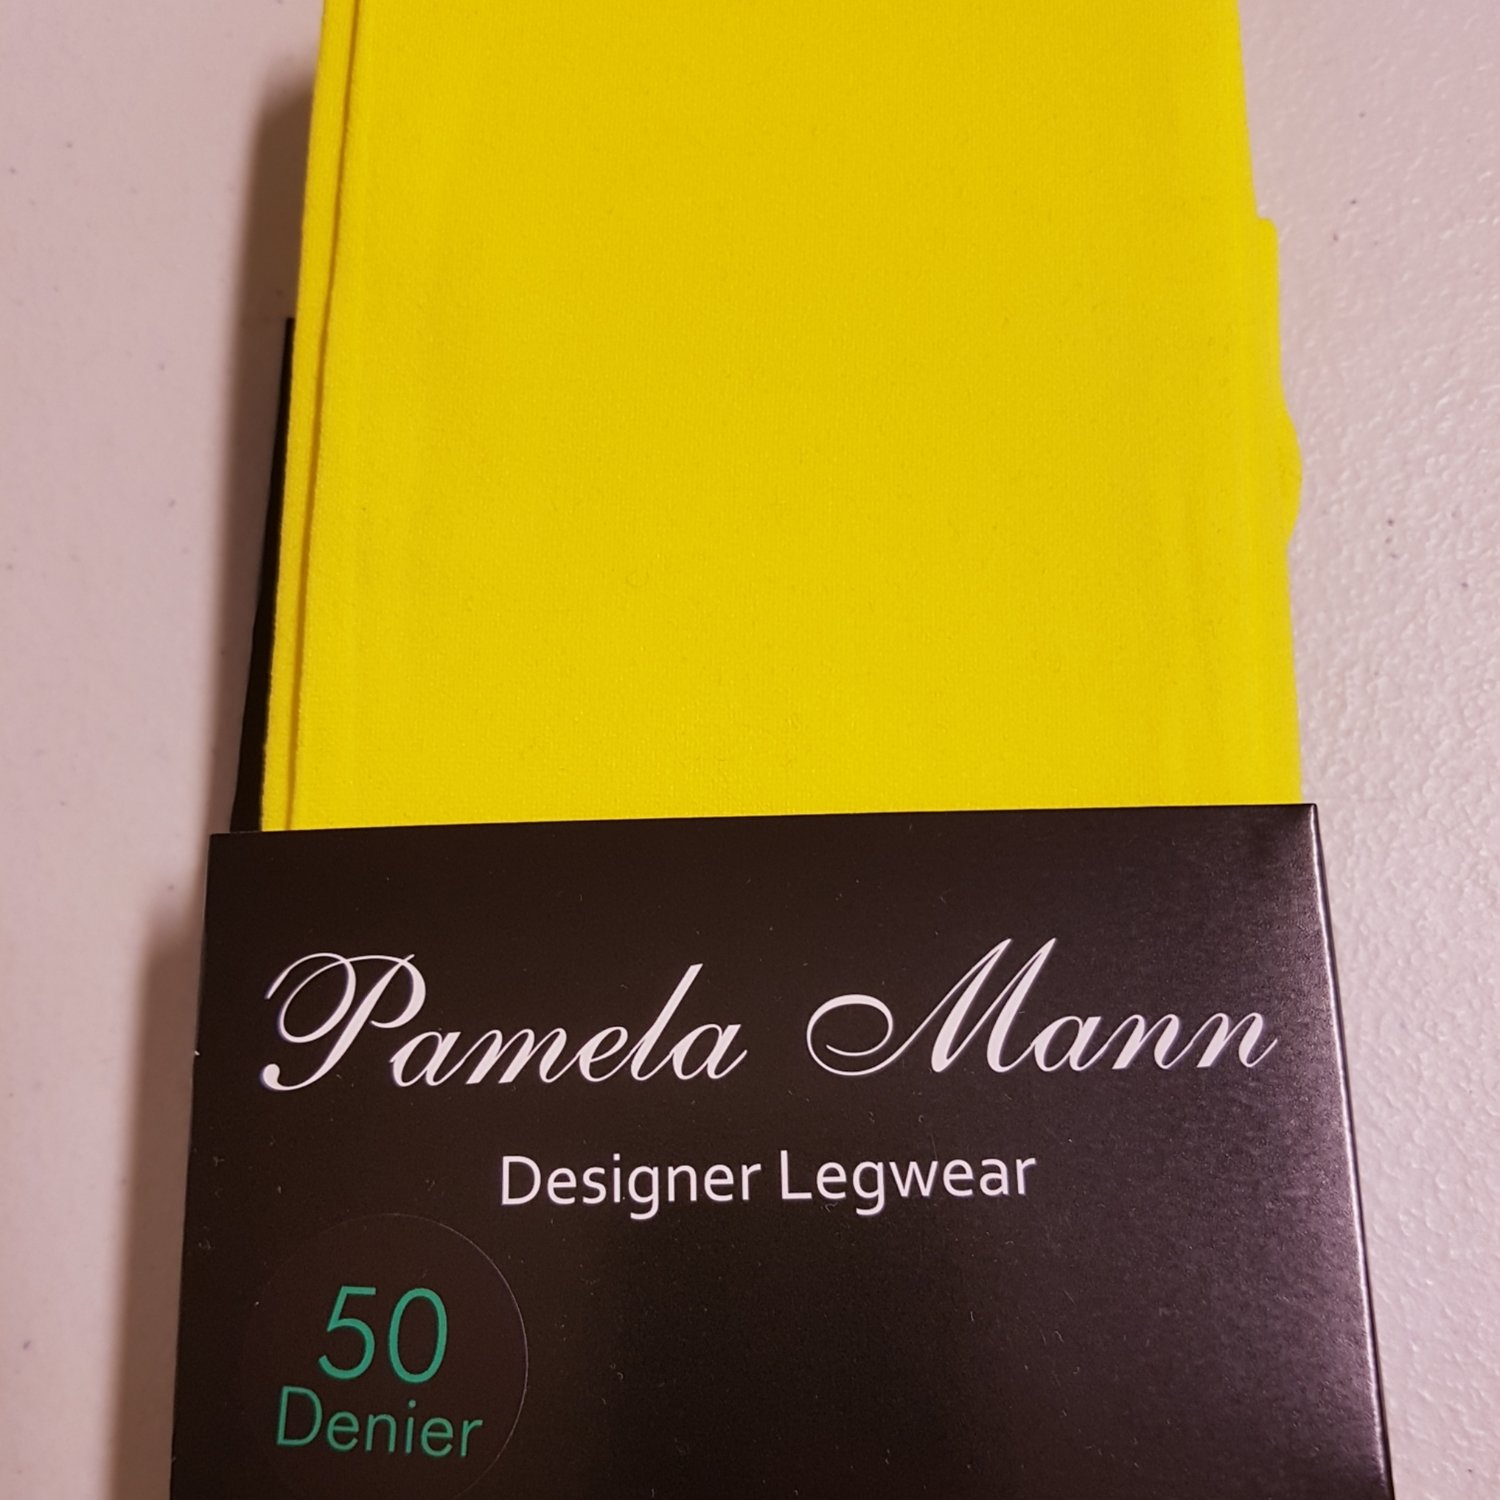 Pamela Mann
Designer Legwear
50
Denier